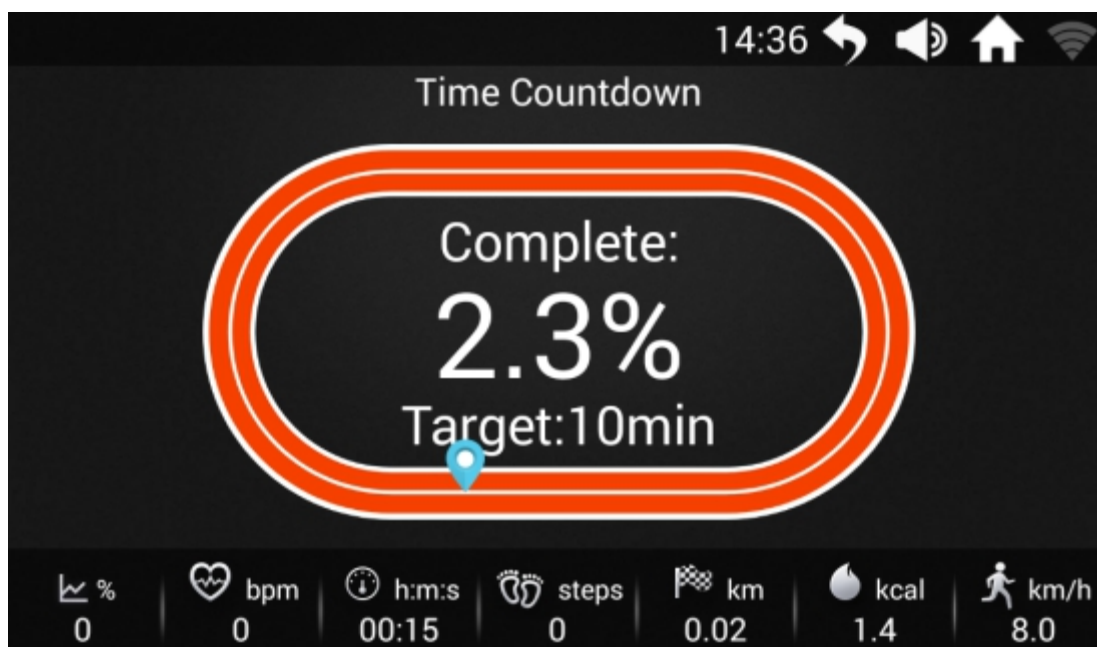 14:36
Time Countdown
Complete:
2.3%
Target:10min
% bpm h:m:s steps km kcal km/h
0 0 00:15 0 0.02 1.4 8.0